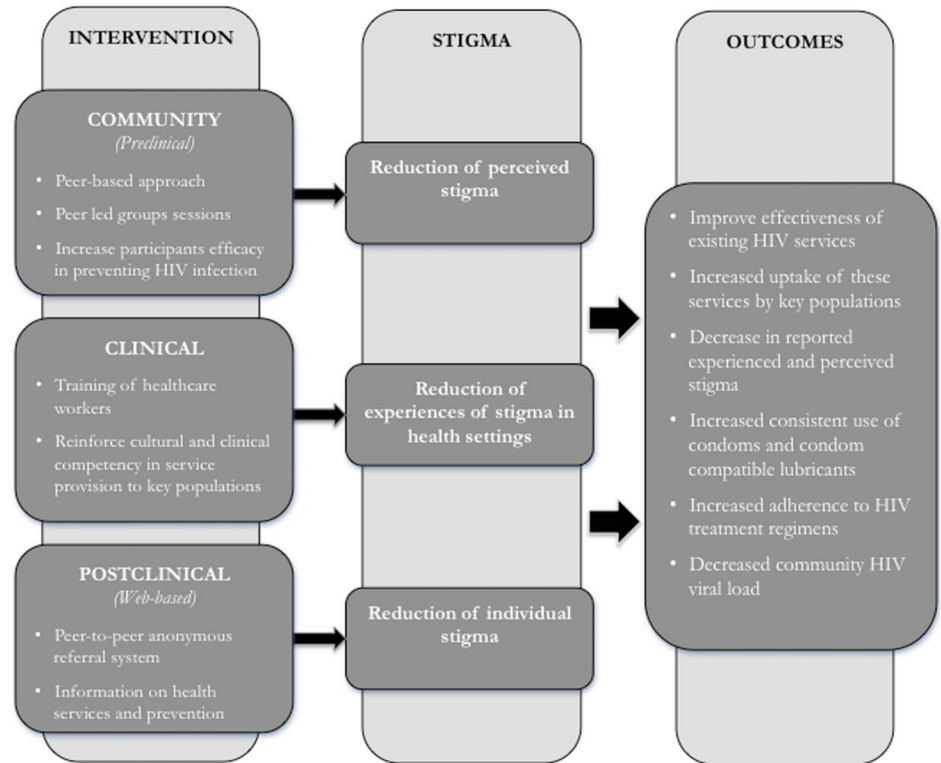 INTERVENTION
COMMUNITY
(Preclinical)
• Peer-based approach
• Peer led groups sessions
• Increase participants efficacy
in preventing HIV infection
CLINICAL
• Training of healthcare
workers
• Reinforce cultural and clinical
competency in service
provision to key populations
POSTCLINICAL
(Web-based)
• Peer-to-peer anonymous
referral system
• Information on health
services and prevention
STIGMA
Reduction of perceived
stigma
Reduction of
experiences of stigma in
health settings
Reduction of individual
stigma
OUTCOMES
• Improve effectiveness of
existing HIV services
• Increased uptake of these
services by key populations
• Decrease in reported
experienced and perceived
stigma
• Increased consistent use of
condoms and condom
compatible lubricants
• Increased adherence to HIV
treatment regimens
• Decreased community HIV
viral load